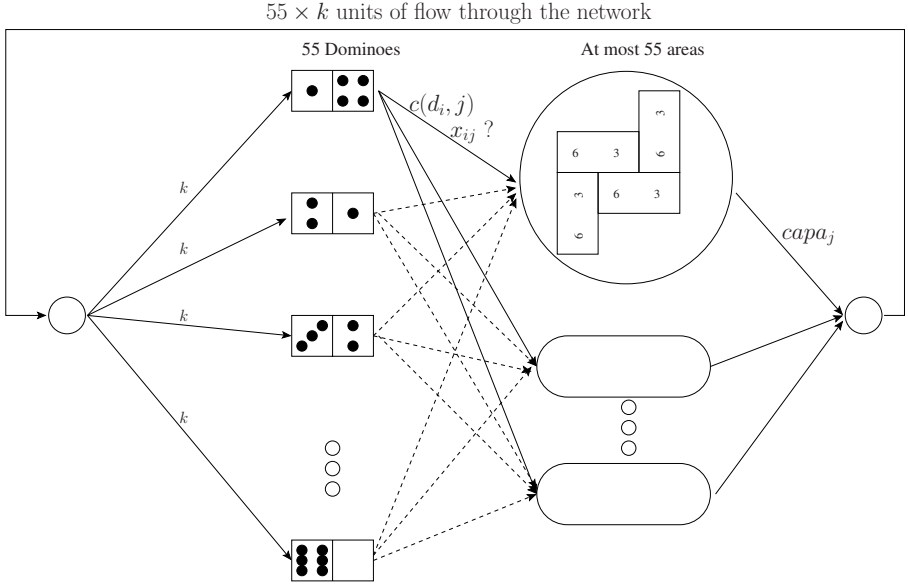 55 × k units of flow through the network
55 Dominoes
At most 55 areas
c(d_i, j)
x_ij ?
3
6 3 6
3 6 3
6
k
k
k
k
capa_j